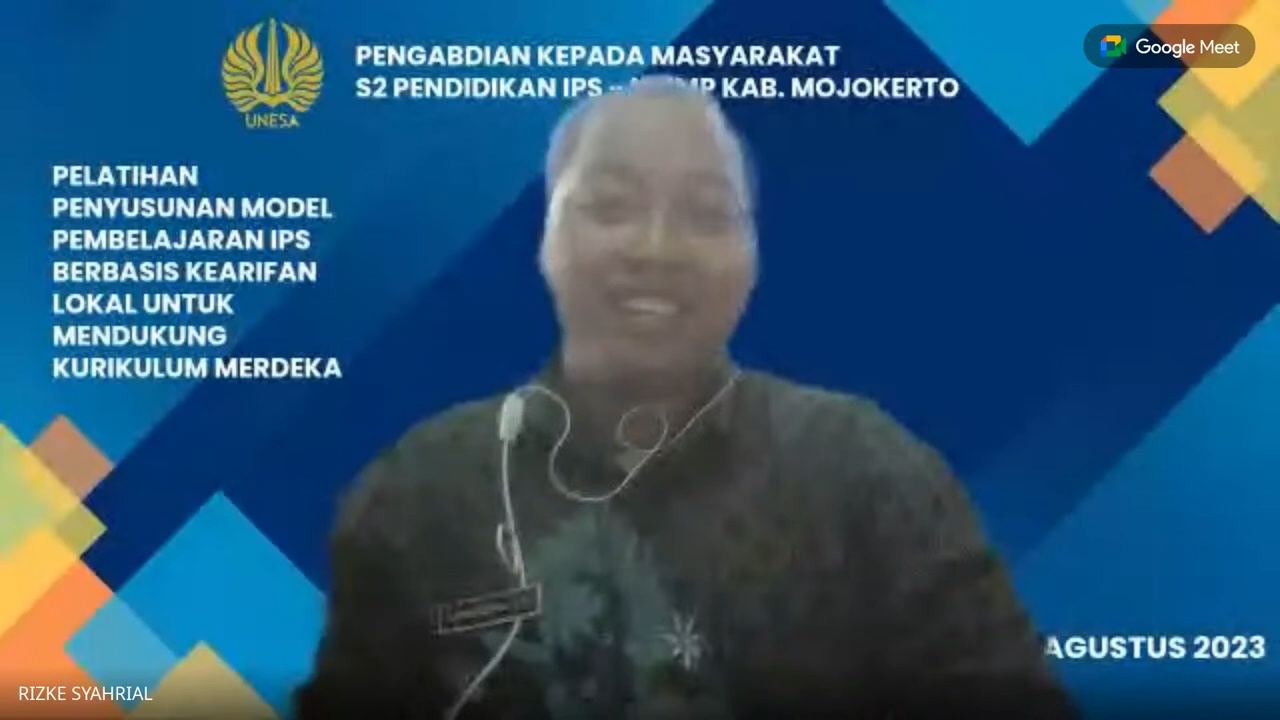 PENGABDIAN KEPADA MASYARAKAT
S2 PENDIDIKAN IPS - MP KAB. MOJOKERTO
UNESA
Google Meet
PELATIHAN
PENYUSUNAN MODEL
PEMBELAJARAN IPS
BERBASIS KEARIFAN
LOKAL UNTUK
MENDUKUNG
KURIKULUM MERDEKA
AGUSTUS 2023
RIZKE SYAHRIAL